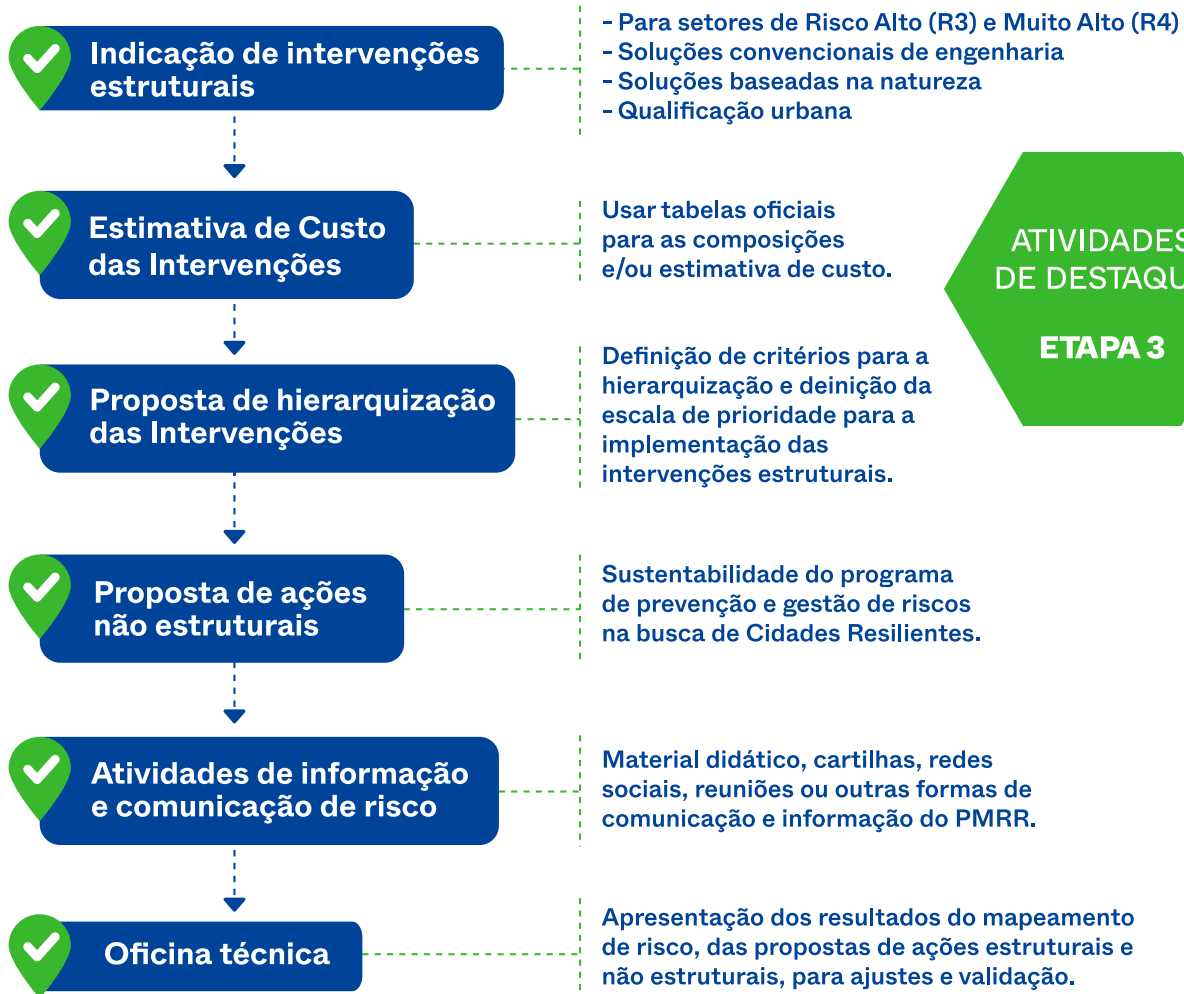 Indicação de intervenções
estruturais
- Para setores de Risco Alto (R3) e Muito Alto (R4)
- Soluções convencionais de engenharia
- Soluções baseadas na natureza
- Qualificação urbana
Estimativa de Custo
das Intervenções
Usar tabelas oficiais
para as composições
e/ou estimativa de custo.
ATIVIDADES
DE DESTAQU
ETAPA 3
Proposta de hierarquização
das Intervenções
Definição de critérios para a
hierarquização e deinição da
escala de prioridade para a
implementação das
intervenções estruturais.
Proposta de ações
não estruturais
Sustentabilidade do programa
de prevenção e gestão de riscos
na busca de Cidades Resilientes.
Atividades de informação
e comunicação de risco
Material didático, cartilhas, redes
sociais, reuniões ou outras formas de
comunicação e informação do PMRR.
Oficina técnica
Apresentação dos resultados do mapeamento
de risco, das propostas de ações estruturais e
não estruturais, para ajustes e validação.